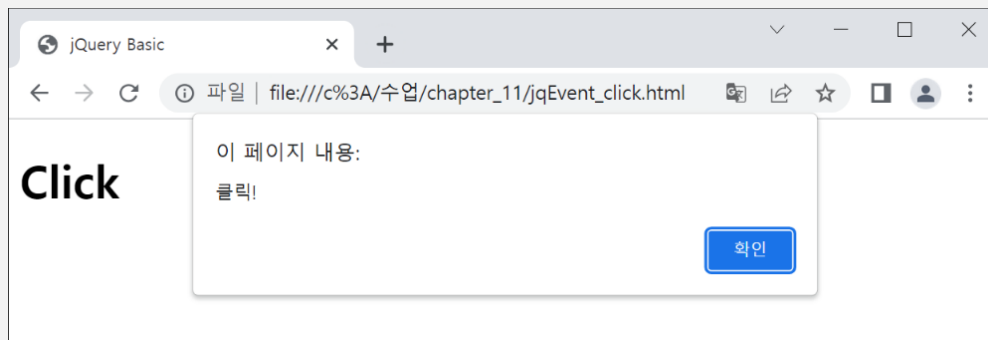 jQuery Basic
파일 | file:///c%3A/수업/chapter_11/jqEvent_click.html
이 페이지 내용:
Click
클릭!
확인